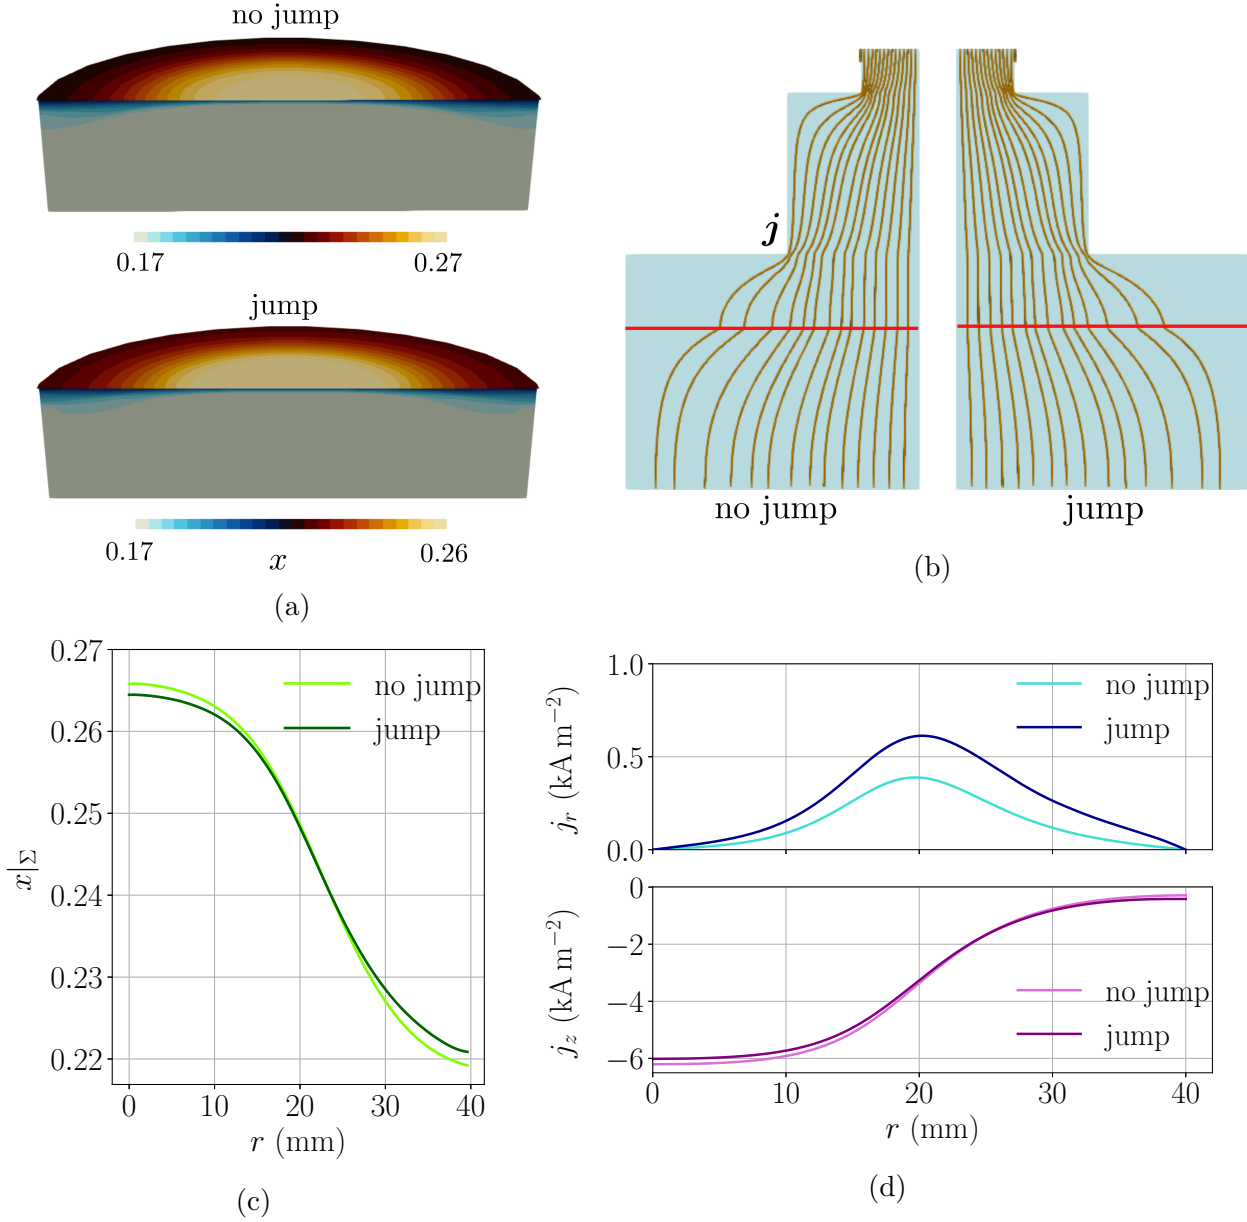 no jump
0.17 0.27
jump
0.17 x 0.26
(a)
j
no jump jump
(b)
0.27
0.26
0.25
0.24
0.23
0.22
x|Σ
no jump
jump
0 10 20 30 40
r (mm)
(c)
1.0
0.5
0.0
j_r (kA m⁻²)
no jump
jump
0
−2
−4
−6
j_z (kA m⁻²)
no jump
jump
0 10 20 30 40
r (mm)
(d)